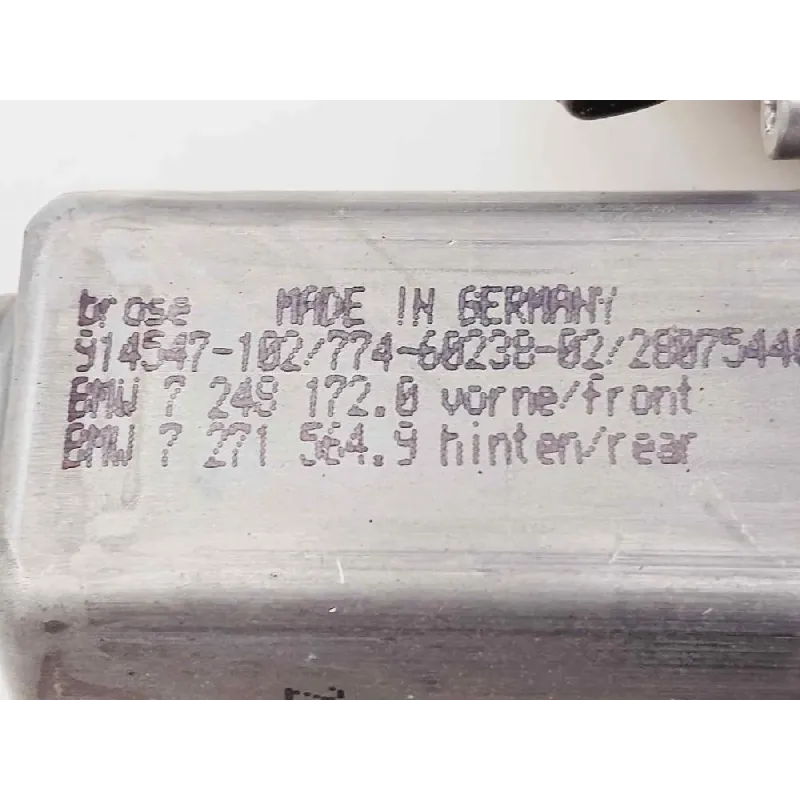 brose MADE IN GERMANY
914547-102/774-60238-02/2807544
BMW 7 249 172.0 vorne/front
BMW 7 271 564.9 hinten/rear